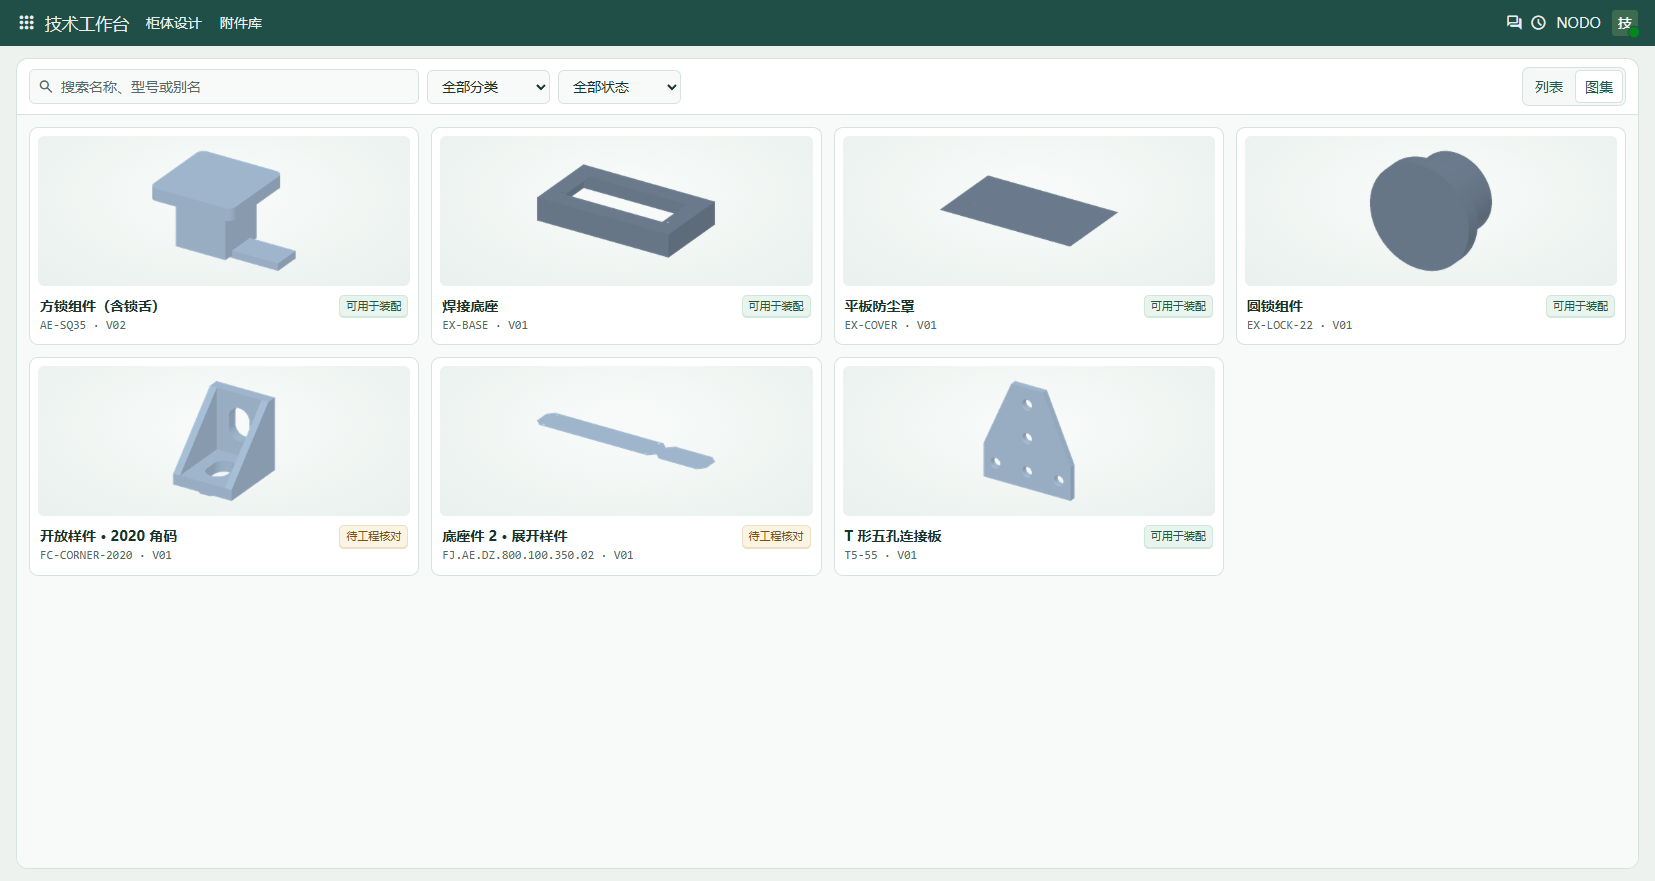 技术工作台 柜体设计 附件库 NODO 技
搜索名称、型号或别名 全部分类 全部状态 列表 图集
方锁组件（含锁舌） 可用于装配
AE-SQ35 · V02
焊接底座 可用于装配
EX-BASE · V01
平板防尘罩 可用于装配
EX-COVER · V01
圆锁组件 可用于装配
EX-LOCK-22 · V01
开放样件 • 2020 角码 待工程核对
FC-CORNER-2020 · V01
底座件 2 • 展开样件 待工程核对
FJ.AE.DZ.800.100.350.02 · V01
T 形五孔连接板 可用于装配
T5-55 · V01